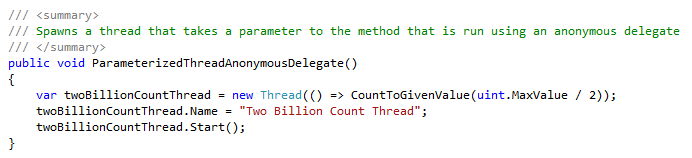 /// <summary>
/// Spawns a thread that takes a parameter to the method that is run using an anonymous delegate
/// </summary>
public void ParameterizedThreadAnonymousDelegate()
{
    var twoBillionCountThread = new Thread(() => CountToGivenValue(uint.MaxValue / 2));
    twoBillionCountThread.Name = "Two Billion Count Thread";
    twoBillionCountThread.Start();
}